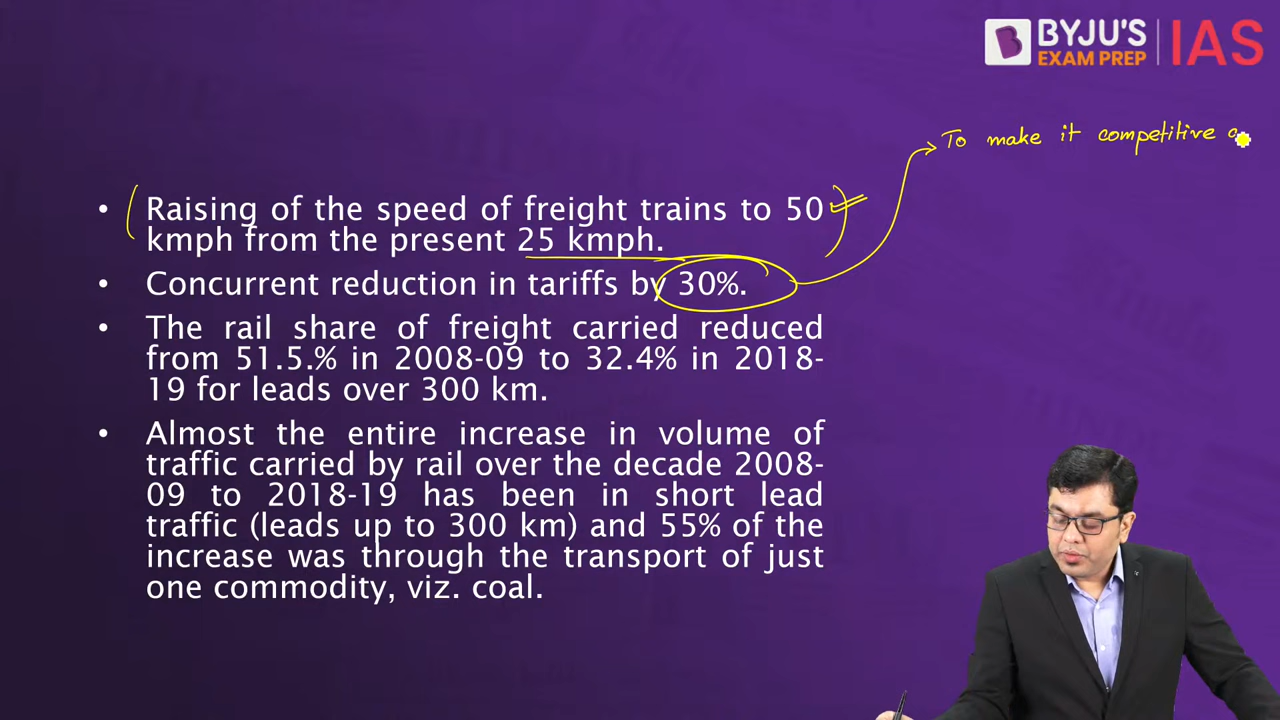 BYJU'S
EXAM PREP
IAS
To make it competitive
• Raising of the speed of freight trains to 50
kmph from the present 25 kmph.
• Concurrent reduction in tariffs by 30%.
• The rail share of freight carried reduced
from 51.5.% in 2008-09 to 32.4% in 2018-
19 for leads over 300 km.
• Almost the entire increase in volume of
traffic carried by rail over the decade 2008-
09 to 2018-19 has been in short lead
traffic (leads up to 300 km) and 55% of the
increase was through the transport of just
one commodity, viz. coal.